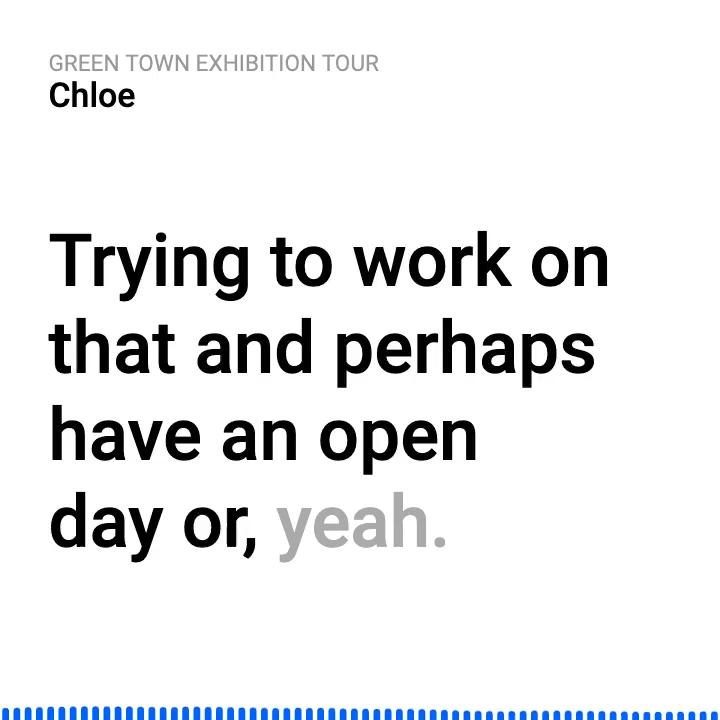 GREEN TOWN EXHIBITION TOUR
Chloe
Trying to work on
that and perhaps
have an open
day or, yeah.